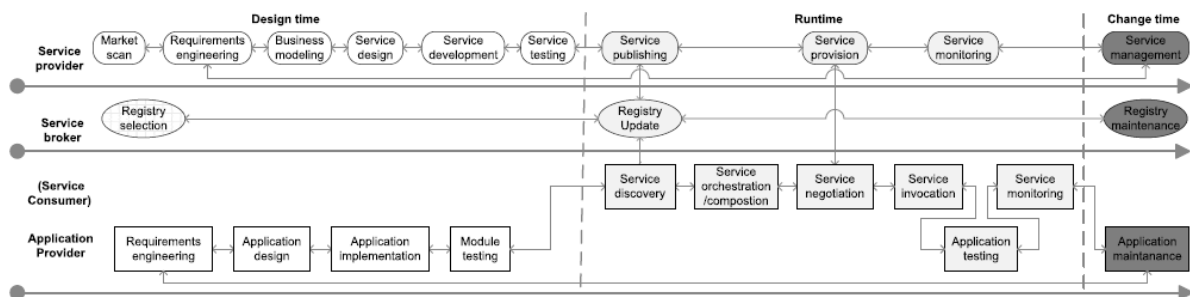 Design time
Runtime
Change time
Service
provider
Market
scan
Requirements
engineering
Business
modeling
Service
design
Service
development
Service
testing
Service
publishing
Service
provision
Service
monitoring
Service
management
Service
broker
Registry
selection
Registry
Update
Registry
maintenance
(Service
Consumer)
Service
discovery
Service
orchestration
/compostion
Service
negotiation
Service
invocation
Service
monitoring
Application
Provider
Requirements
engineering
Application
design
Application
implementation
Module
testing
Application
testing
Application
maintanance